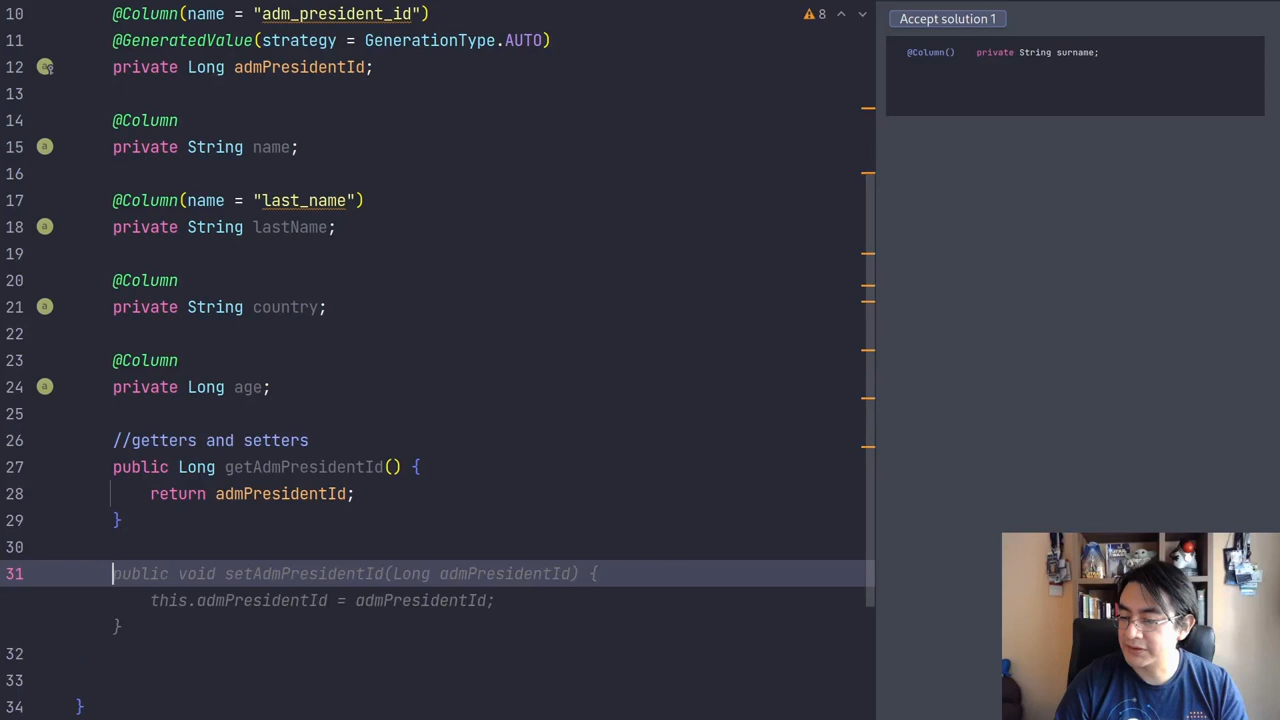 10 @Column(name = "adm_president_id")
8
11 @GeneratedValue(strategy = GenerationType.AUTO)
12 private Long admPresidentId;
13
14 @Column
15 private String name;
16
17 @Column(name = "last_name")
18 private String lastName;
19
20 @Column
21 private String country;
22
23 @Column
24 private Long age;
25
26 //getters and setters
27 public Long getAdmPresidentId() {
28 return admPresidentId;
29 }
30
31 public void setAdmPresidentId(Long admPresidentId) {
this.admPresidentId = admPresidentId;
}
32
33
34 }
Accept solution 1
@Column() private String surname;